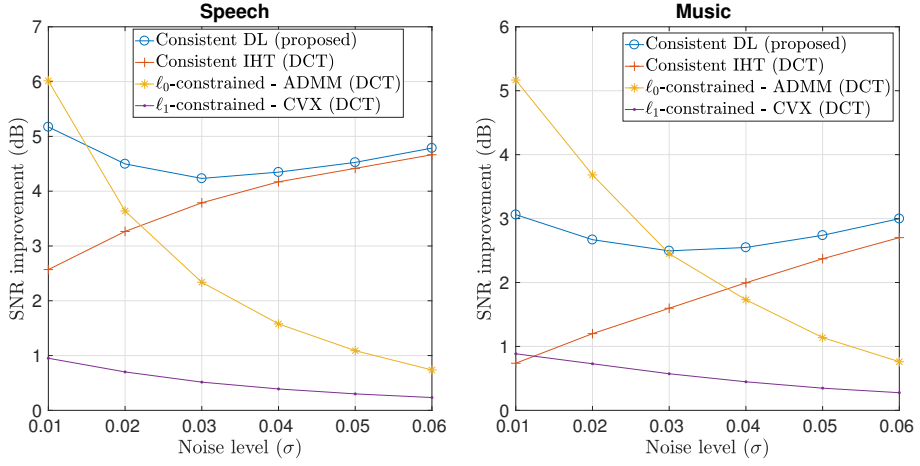 Speech
SNR improvement (dB)
7
6
5
4
3
2
1
0
Consistent DL (proposed)
Consistent IHT (DCT)
ℓ0-constrained - ADMM (DCT)
ℓ1-constrained - CVX (DCT)
0.01 0.02 0.03 0.04 0.05 0.06
Noise level (σ)
Music
SNR improvement (dB)
6
5
4
3
2
1
0
Consistent DL (proposed)
Consistent IHT (DCT)
ℓ0-constrained - ADMM (DCT)
ℓ1-constrained - CVX (DCT)
0.01 0.02 0.03 0.04 0.05 0.06
Noise level (σ)